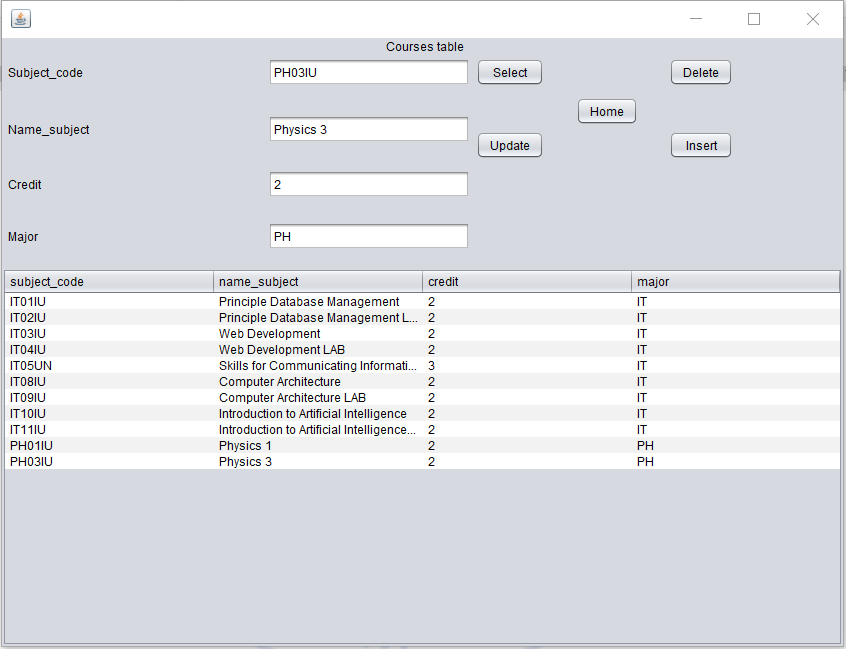 Courses table
Subject_code PH03IU Select Delete
Home
Name_subject Physics 3
Update Insert
Credit 2
Major PH
subject_code name_subject credit major
IT01IU Principle Database Management 2 IT
IT02IU Principle Database Management L... 2 IT
IT03IU Web Development 2 IT
IT04IU Web Development LAB 2 IT
IT05UN Skills for Communicating Informati... 3 IT
IT08IU Computer Architecture 2 IT
IT09IU Computer Architecture LAB 2 IT
IT10IU Introduction to Artificial Intelligence 2 IT
IT11IU Introduction to Artificial Intelligence... 2 IT
PH01IU Physics 1 2 PH
PH03IU Physics 3 2 PH